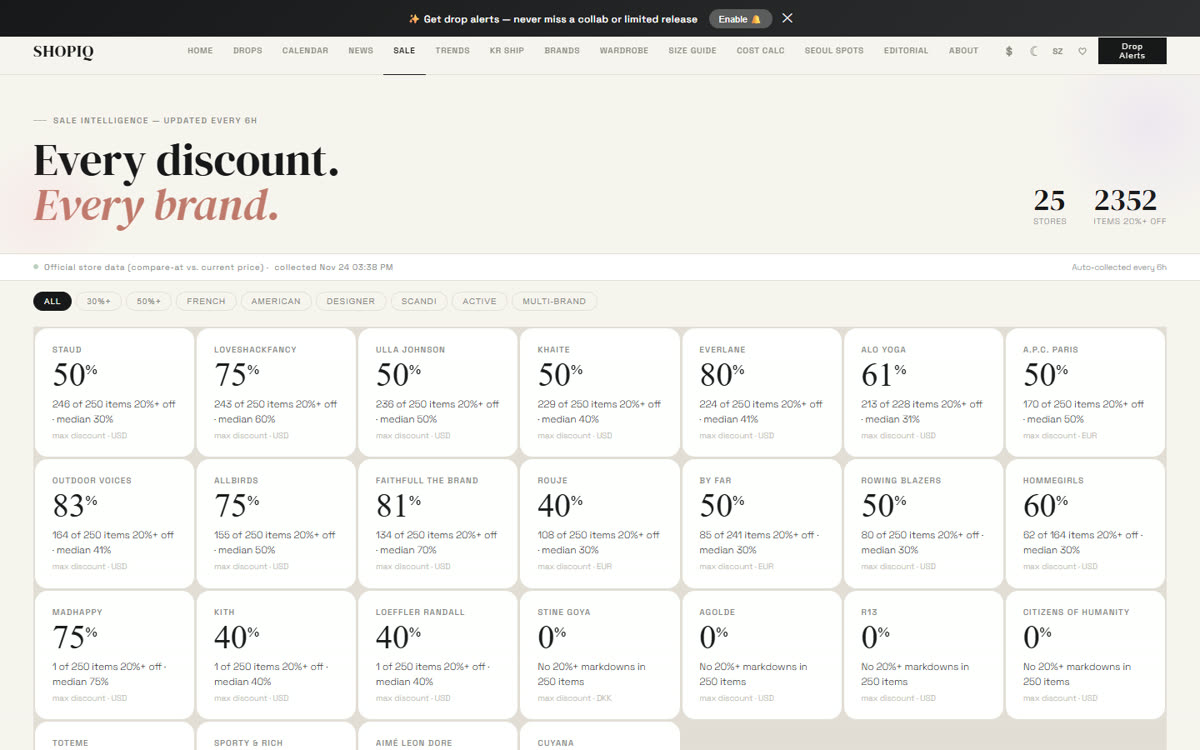 ✨ Get drop alerts — never miss a collab or limited release
Enable 🔔
SHOPIQ
HOME DROPS CALENDAR NEWS SALE TRENDS KR SHIP BRANDS WARDROBE SIZE GUIDE COST CALC SEOUL SPOTS EDITORIAL ABOUT $ SZ
Drop
Alerts
SALE INTELLIGENCE — UPDATED EVERY 6H
Every discount.
Every brand.
25 2352
STORES ITEMS 20%+ OFF
Official store data (compare-at vs. current price) · collected Nov 24 03:38 PM
Auto-collected every 6h
ALL 30%+ 50%+ FRENCH AMERICAN DESIGNER SCANDI ACTIVE MULTI-BRAND
STAUD
50%
246 of 250 items 20%+ off
· median 30%
max discount · USD
LOVESHACKFANCY
75%
243 of 250 items 20%+ off
· median 60%
max discount · USD
ULLA JOHNSON
50%
236 of 250 items 20%+ off
· median 50%
max discount · USD
KHAITE
50%
229 of 250 items 20%+ off
· median 40%
max discount · USD
EVERLANE
80%
224 of 250 items 20%+ off
· median 41%
max discount · USD
ALO YOGA
61%
213 of 228 items 20%+ off
· median 31%
max discount · USD
A.P.C. PARIS
50%
170 of 250 items 20%+ off
· median 50%
max discount · EUR
OUTDOOR VOICES
83%
164 of 250 items 20%+ off
· median 41%
max discount · USD
ALLBIRDS
75%
155 of 250 items 20%+ off
· median 50%
max discount · USD
FAITHFULL THE BRAND
81%
134 of 250 items 20%+ off
· median 70%
max discount · USD
ROUJE
40%
108 of 250 items 20%+ off
· median 30%
max discount · EUR
BY FAR
50%
85 of 241 items 20%+ off ·
median 30%
max discount · EUR
ROWING BLAZERS
50%
80 of 250 items 20%+ off ·
median 30%
max discount · USD
HOMMEGIRLS
60%
62 of 164 items 20%+ off ·
median 30%
max discount · USD
MADHAPPY
75%
1 of 250 items 20%+ off ·
median 75%
max discount · USD
KITH
40%
1 of 250 items 20%+ off ·
median 40%
max discount · USD
LOEFFLER RANDALL
40%
1 of 250 items 20%+ off ·
median 40%
max discount · USD
STINE GOYA
0%
No 20%+ markdowns in
250 items
max discount · DKK
AGOLDE
0%
No 20%+ markdowns in
250 items
max discount · USD
R13
0%
No 20%+ markdowns in
250 items
max discount · USD
CITIZENS OF HUMANITY
0%
No 20%+ markdowns in
250 items
max discount · USD
TOTEME
SPORTY & RICH
AIMÉ LEON DORE
CUYANA